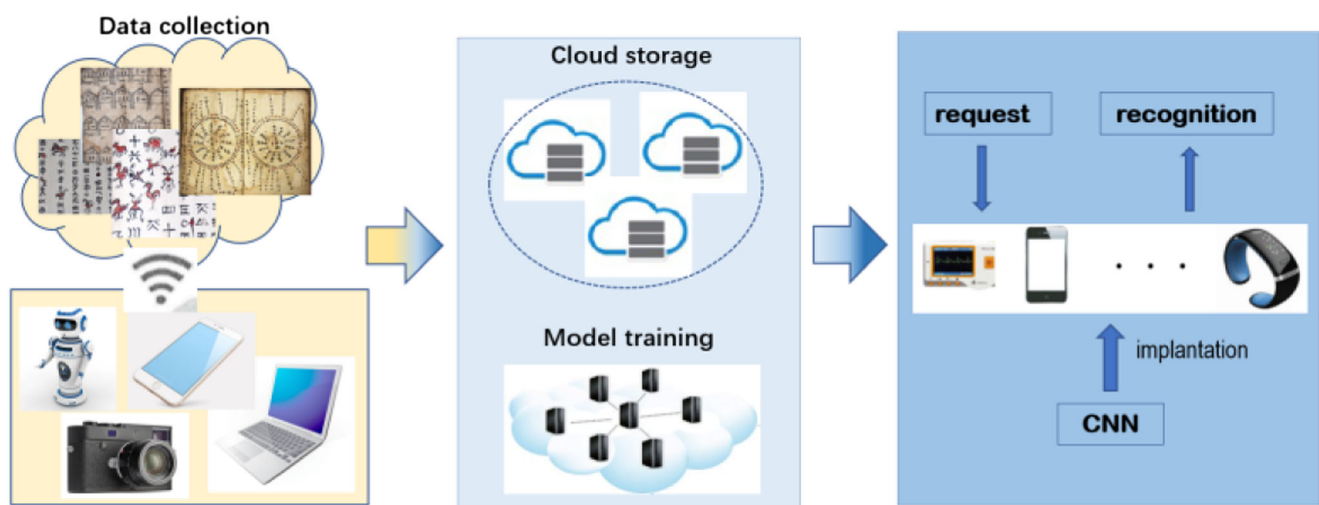 Data collection
Cloud storage
Model training
request
recognition
. . .
implantation
CNN